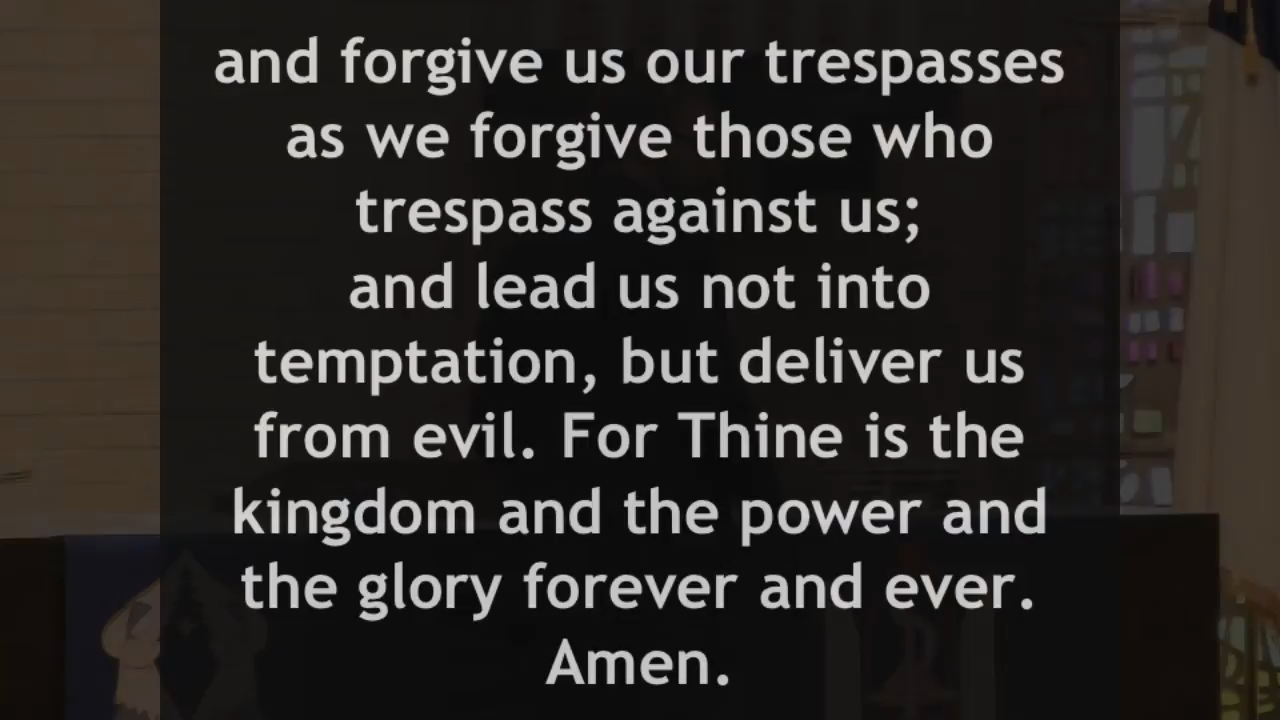 and forgive us our trespasses
as we forgive those who
trespass against us;
and lead us not into
temptation, but deliver us
from evil. For Thine is the
kingdom and the power and
the glory forever and ever.
Amen.